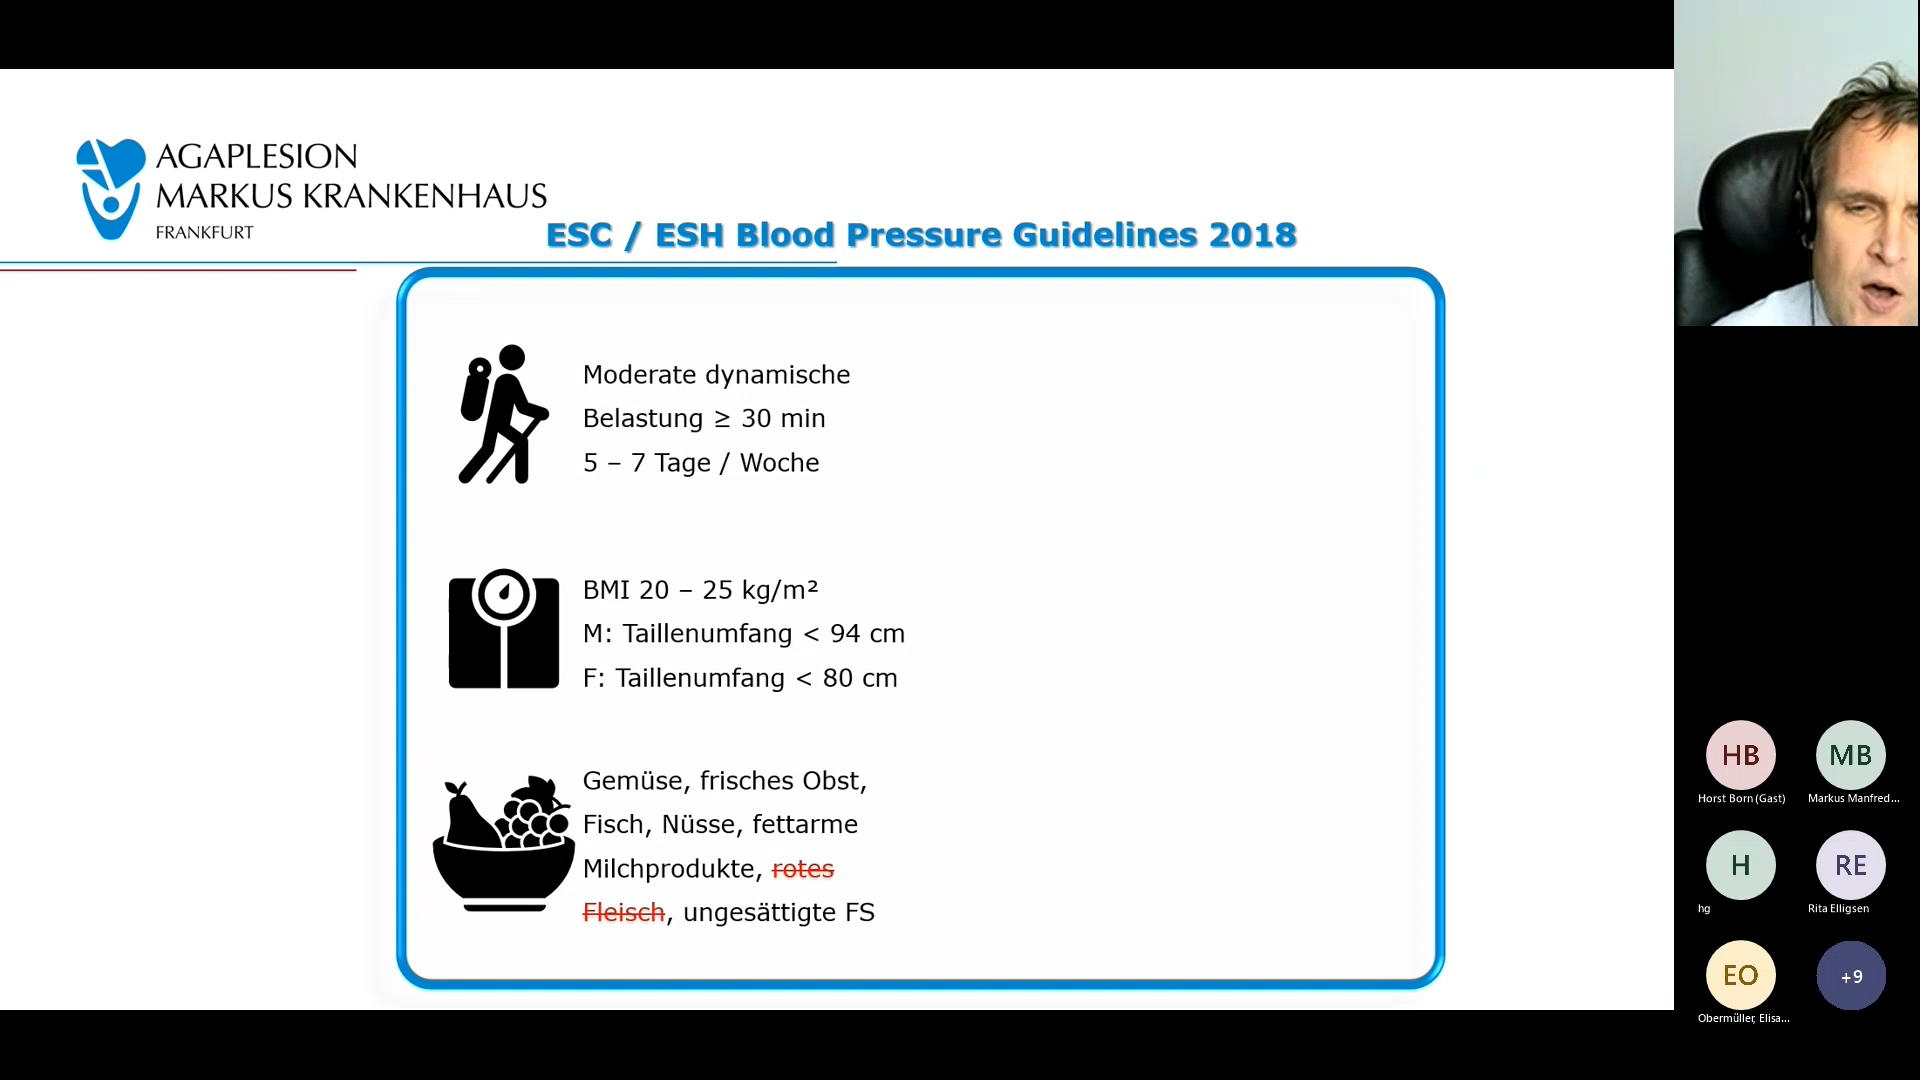 AGAPLESION
MARKUS KRANKENHAUS
FRANKFURT
ESC / ESH Blood Pressure Guidelines 2018
Moderate dynamische
Belastung ≥ 30 min
5 – 7 Tage / Woche
BMI 20 – 25 kg/m²
M: Taillenumfang < 94 cm
F: Taillenumfang < 80 cm
Gemüse, frisches Obst,
Fisch, Nüsse, fettarme
Milchprodukte, rotes
Fleisch, ungesättigte FS
HB
MB
Horst Born (Gast)
Markus Manfred...
H
RE
hg
Rita Elligsen
EO
+9
Obermüller, Elisa...